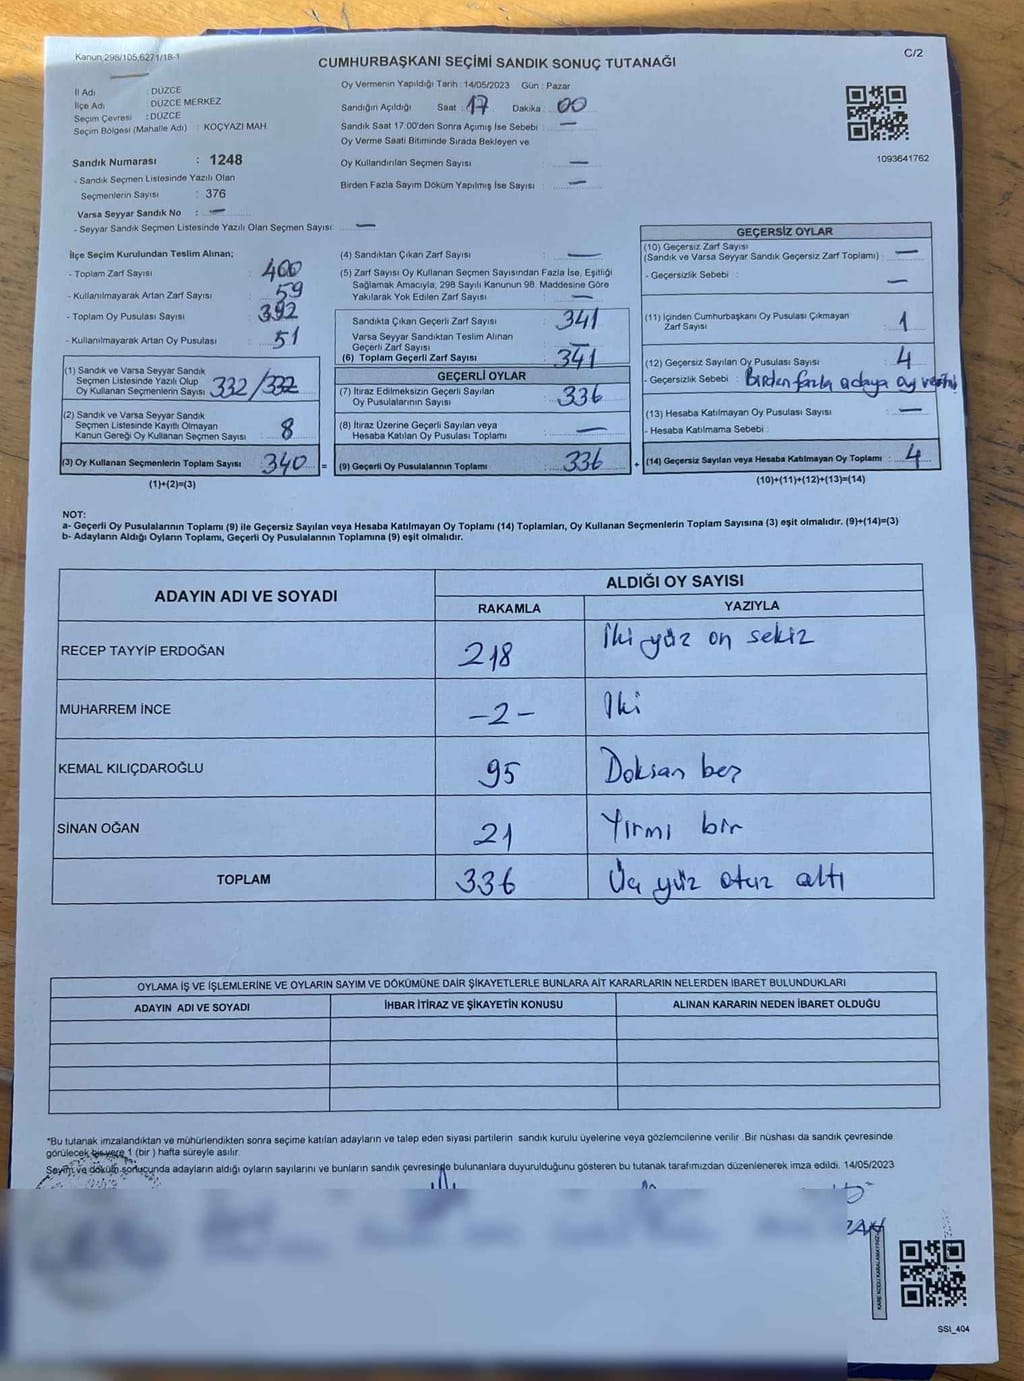 Kanun:298/105,6271/18-1
C/2
CUMHURBAŞKANI SEÇİMİ SANDIK SONUÇ TUTANAĞI
İl Adı : DÜZCE
İlçe Adı DÜZCE MERKEZ
Seçim Çevresi : DÜZCE
Seçim Bölgesi (Mahalle Adı) : KOÇYAZI MAH.
Sandık Numarası : 1248
- Sandık Seçmen Listesinde Yazılı Olan
Seçmenlerin Sayısı : 376
Varsa Seyyar Sandık No : —
- Seyyar Sandık Seçmen Listesinde Yazılı Olan Seçmen Sayısı: —
Oy Vermenin Yapıldığı Tarih : 14/05/2023 Gün : Pazar
Sandığın Açıldığı Saat : 17 Dakika : 00
Sandık Saat 17.00'den Sonra Açımış İse Sebebi : —
Oy Verme Saati Bitiminde Sırada Bekleyen ve
Oy Kullandırılan Seçmen Sayısı : —
Birden Fazla Sayım Döküm Yapılmış İse Sayısı : —
1093641762
İlçe Seçim Kurulundan Teslim Alınan;
- Toplam Zarf Sayısı : 400
- Kullanılmayarak Artan Zarf Sayısı : 59
- Toplam Oy Pusulası Sayısı : 392
- Kullanılmayarak Artan Oy Pusulası : 51
(1) Sandık ve Varsa Seyyar Sandık
Seçmen Listesinde Yazılı Olup
Oy Kullanan Seçmenlerin Sayısı : 332/332
(2) Sandık ve Varsa Seyyar Sandık
Seçmen Listesinde Kayıtlı Olmayan
Kanun Gereği Oy Kullanan Seçmen Sayısı : 8
(3) Oy Kullanan Seçmenlerin Toplam Sayısı : 340 =
(1)+(2)=(3)
(4) Sandıktan Çıkan Zarf Sayısı : —
(5) Zarf Sayısı Oy Kullanan Seçmen Sayısından Fazla İse, Eşitliği
Sağlamak Amacıyla, 298 Sayılı Kanunun 98. Maddesine Göre
Yakılarak Yok Edilen Zarf Sayısı : —
Sandıkta Çıkan Geçerli Zarf Sayısı : 341
Varsa Seyyar Sandıktan Teslim Alınan
Geçerli Zarf Sayısı : —
(6) Toplam Geçerli Zarf Sayısı : 341
GEÇERLİ OYLAR
(7) İtiraz Edilmeksizin Geçerli Sayılan
Oy Pusulalarının Sayısı : 336
(8) İtiraz Üzerine Geçerli Sayılan veya
Hesaba Katılan Oy Pusulası Toplamı : —
(9) Geçerli Oy Pusulalarının Toplamı : 336 +
GEÇERSİZ OYLAR
(10) Geçersiz Zarf Sayısı
(Sandık ve Varsa Seyyar Sandık Geçersiz Zarf Toplamı) : —
- Geçersizlik Sebebi : —
(11) İçinden Cumhurbaşkanı Oy Pusulası Çıkmayan
Zarf Sayısı : 1
(12) Geçersiz Sayılan Oy Pusulası Sayısı : 4
- Geçersizlik Sebebi : Birden fazla adaya oy
(13) Hesaba Katılmayan Oy Pusulası Sayısı : —
- Hesaba Katılmama Sebebi :
(14) Geçersiz Sayılan veya Hesaba Katılmayan Oy Toplamı : 4
(10)+(11)+(12)+(13)=(14)
NOT:
a- Geçerli Oy Pusulalarının Toplamı (9) ile Geçersiz Sayılan veya Hesaba Katılmayan Oy Toplamı (14) Toplamları, Oy Kullanan Seçmenlerin Toplam Sayısına (3) eşit olmalıdır. (9)+(14)=(3)
b- Adayların Aldığı Oyların Toplamı, Geçerli Oy Pusulalarının Toplamına (9) eşit olmalıdır.
ADAYIN ADI VE SOYADI
ALDIĞI OY SAYISI
RAKAMLA YAZIYLA
RECEP TAYYİP ERDOĞAN 218 İki yüz on sekiz
MUHARREM İNCE -2- İki
KEMAL KILIÇDAROĞLU 95 Doksan beş
SİNAN OĞAN 21 Yirmi bir
TOPLAM 336 Üç yüz otuz altı
OYLAMA İŞ VE İŞLEMLERİNE VE OYLARIN SAYIM VE DÖKÜMÜNE DAİR ŞİKAYETLERLE BUNLARA AİT KARARLARIN NELERDEN İBARET BULUNDUKLARI
ADAYIN ADI VE SOYADI İHBAR İTİRAZ VE ŞİKAYETİN KONUSU ALINAN KARARIN NEDEN İBARET OLDUĞU
*Bu tutanak imzalandıktan ve mühürlendikten sonra seçime katılan adayların ve talep eden siyasi partilerin sandık kurulu üyelerine veya gözlemcilerine verilir .Bir nüshası da sandık çevresinde
görülecek bir yere 1 (bir ) hafta süreyle asılır.
Sayım ve döküm sonucunda adayların aldığı oyların sayılarını ve bunların sandık çevresinde bulunanlara duyurulduğunu gösteren bu tutanak tarafımızdan düzenlenerek imza edildi. 14/05/2023
SSI_404